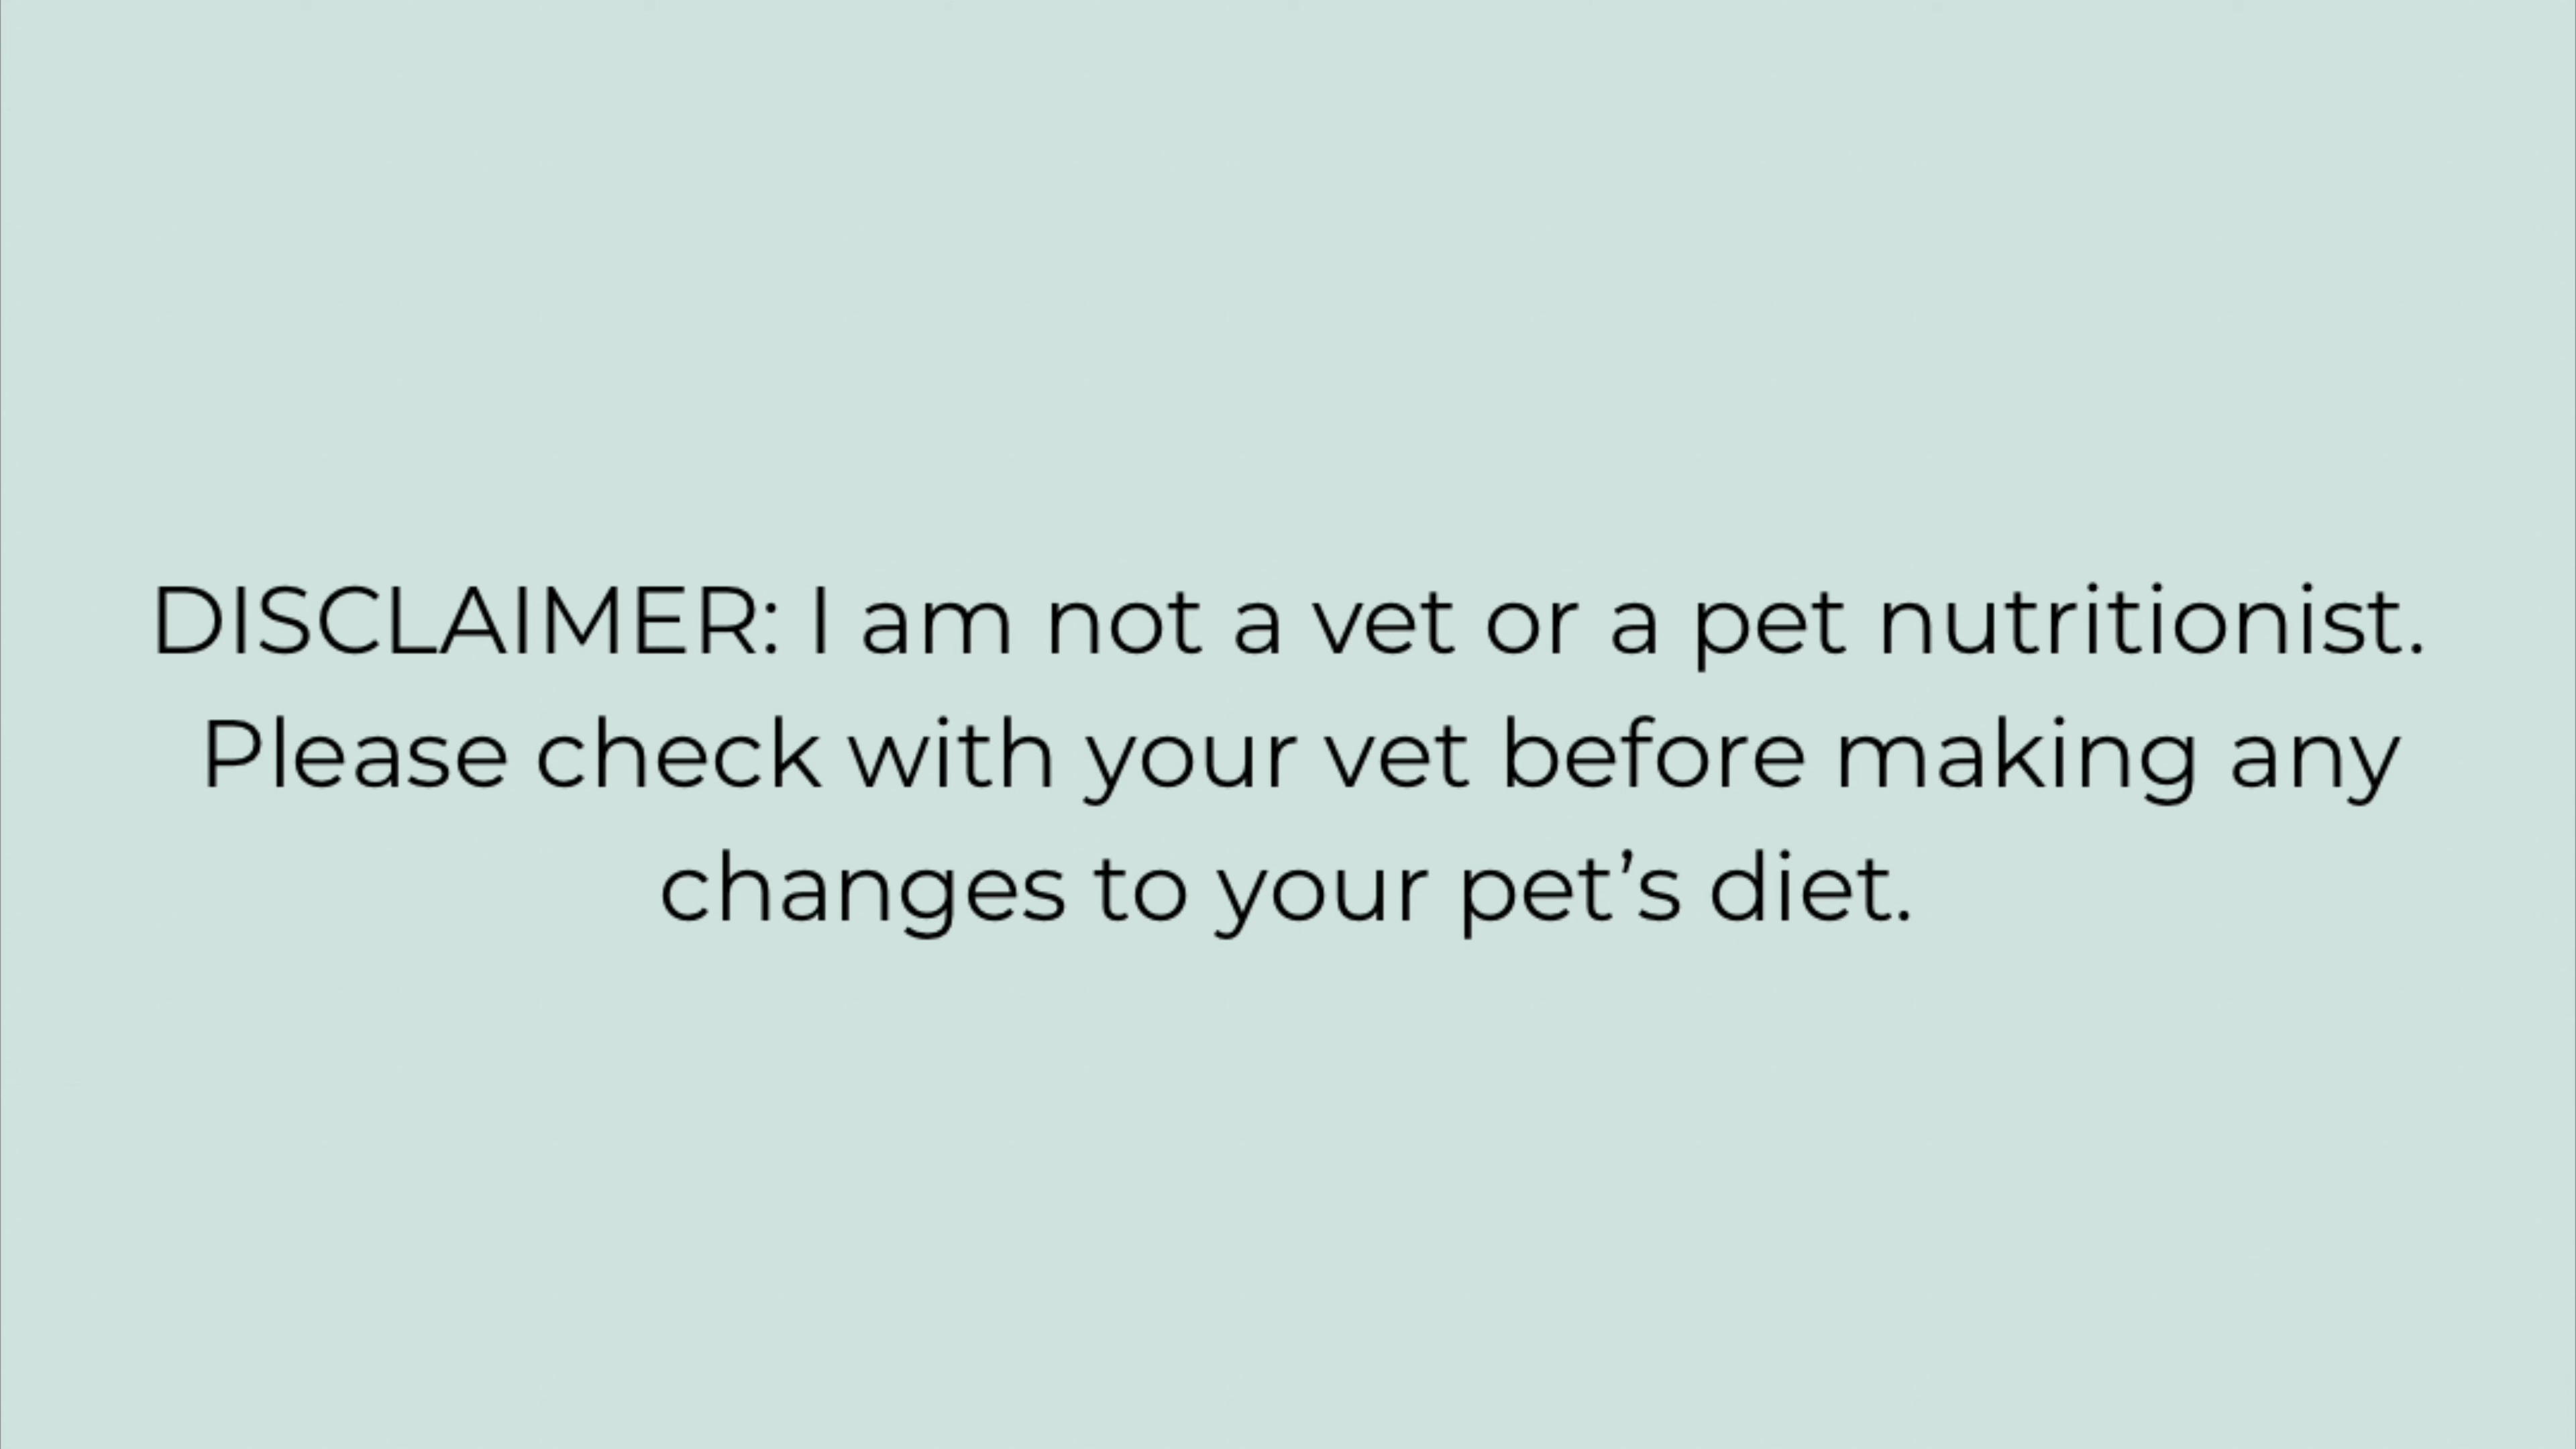 DISCLAIMER: I am not a vet or a pet nutritionist.
Please check with your vet before making any
changes to your pet’s diet.